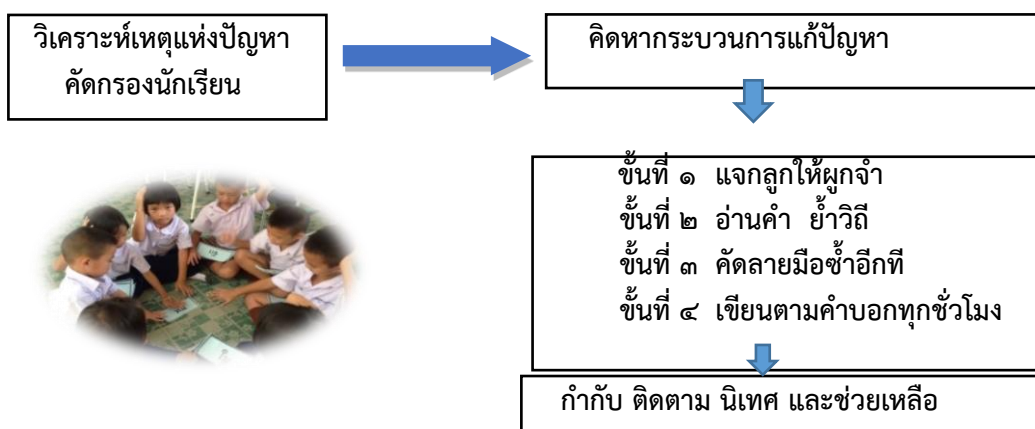 วิเคราะห์เหตุแห่งปัญหา
คัดกรองนักเรียน
คิดหากระบวนการแก้ปัญหา
ขั้นที่ ๑ แจกลูกให้ผูกจำ
ขั้นที่ ๒ อ่านคำ ย้ำวิถี
ขั้นที่ ๓ คัดลายมือซ้ำอีกที
ขั้นที่ ๔ เขียนตามคำบอกทุกชั่วโมง
กำกับ ติดตาม นิเทศ และช่วยเหลือ